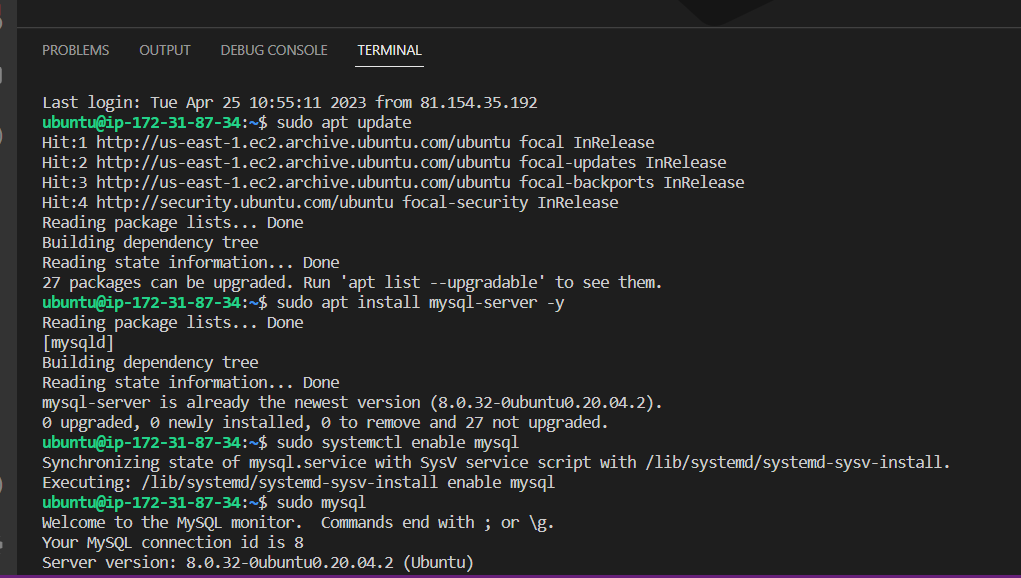 PROBLEMS OUTPUT DEBUG CONSOLE TERMINAL
Last login: Tue Apr 25 10:55:11 2023 from 81.154.35.192
ubuntu@ip-172-31-87-34:~$ sudo apt update
Hit:1 http://us-east-1.ec2.archive.ubuntu.com/ubuntu focal InRelease
Hit:2 http://us-east-1.ec2.archive.ubuntu.com/ubuntu focal-updates InRelease
Hit:3 http://us-east-1.ec2.archive.ubuntu.com/ubuntu focal-backports InRelease
Hit:4 http://security.ubuntu.com/ubuntu focal-security InRelease
Reading package lists... Done
Building dependency tree
Reading state information... Done
27 packages can be upgraded. Run 'apt list --upgradable' to see them.
ubuntu@ip-172-31-87-34:~$ sudo apt install mysql-server -y
Reading package lists... Done
[mysqld]
Building dependency tree
Reading state information... Done
mysql-server is already the newest version (8.0.32-0ubuntu0.20.04.2).
0 upgraded, 0 newly installed, 0 to remove and 27 not upgraded.
ubuntu@ip-172-31-87-34:~$ sudo systemctl enable mysql
Synchronizing state of mysql.service with SysV service script with /lib/systemd/systemd-sysv-install.
Executing: /lib/systemd/systemd-sysv-install enable mysql
ubuntu@ip-172-31-87-34:~$ sudo mysql
Welcome to the MySQL monitor.  Commands end with ; or \g.
Your MySQL connection id is 8
Server version: 8.0.32-0ubuntu0.20.04.2 (Ubuntu)